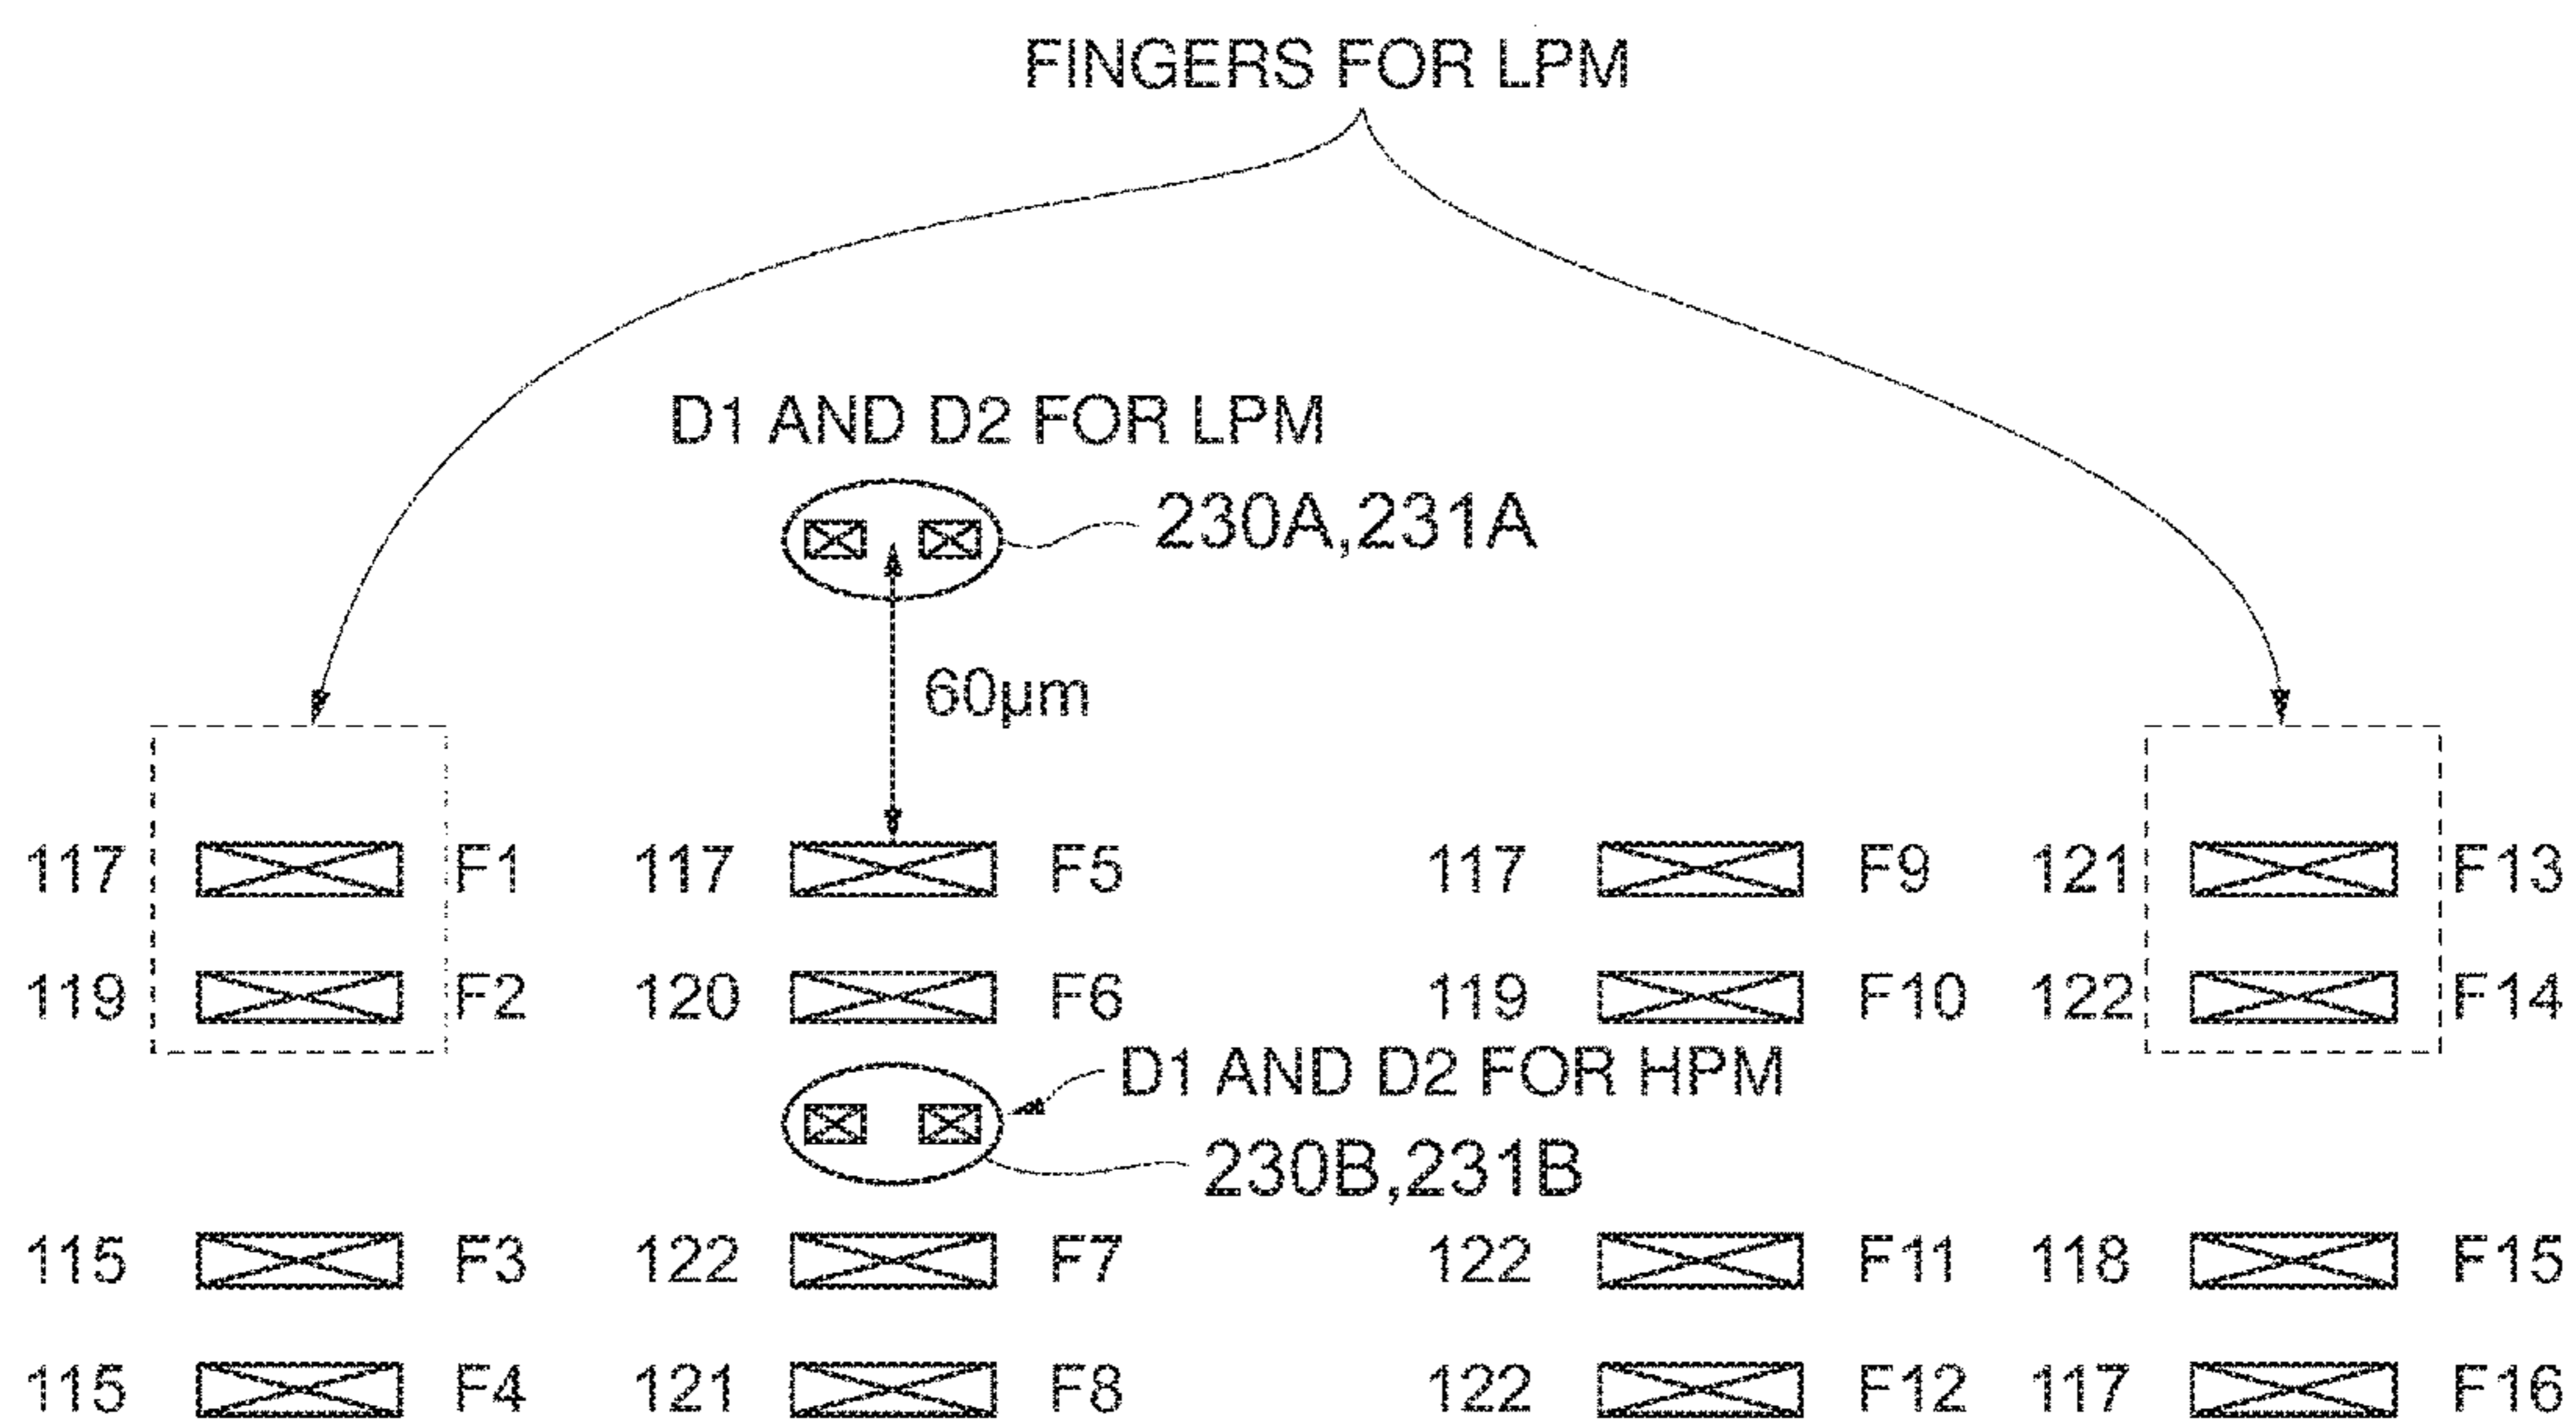 FINGERS FOR LPM
D1 AND D2 FOR LPM
230A,231A
60µm
117 F1 117 F5 117 F9 121 F13
119 F2 120 F6 119 F10 122 F14
D1 AND D2 FOR HPM
230B,231B
115 F3 122 F7 122 F11 118 F15
115 F4 121 F8 122 F12 117 F16